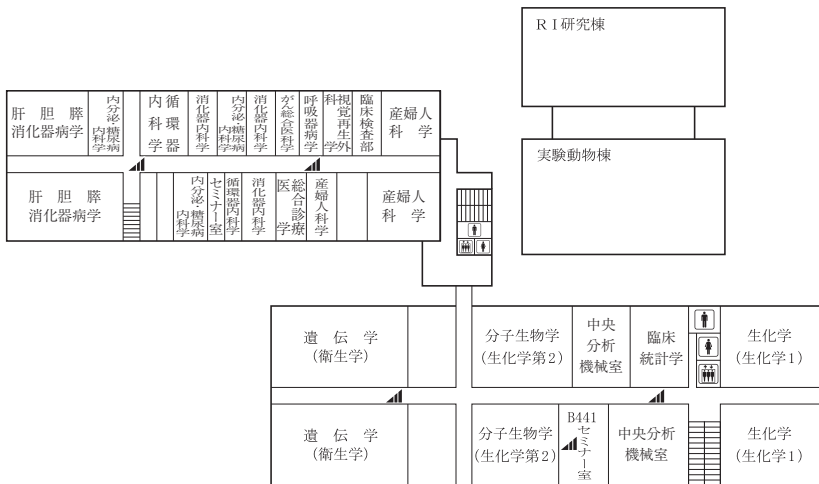 RI研究棟
実験動物棟
肝 胆 膵
消化器病学
内分泌・糖尿病
内科学
循環器
内科学
消化器内科学
内分泌・糖尿病
内科学
消化器内科学
がん総合医科学
呼吸器病学
視覚再生外
科学
臨床検査部
産婦人
科 学
肝 胆 膵
消化器病学
内分泌・糖尿病
内科学
セミナー室
循環器内科学
消化器内科学
総合診療
医学
産婦人科学
産婦人
科 学
遺 伝 学
(衛生学)
分子生物学
(生化学第2)
中央
分析
機械室
臨床
統計学
生化学
(生化学1)
遺 伝 学
(衛生学)
分子生物学
(生化学第2)
B441
セミナー室
中央分析
機械室
生化学
(生化学1)